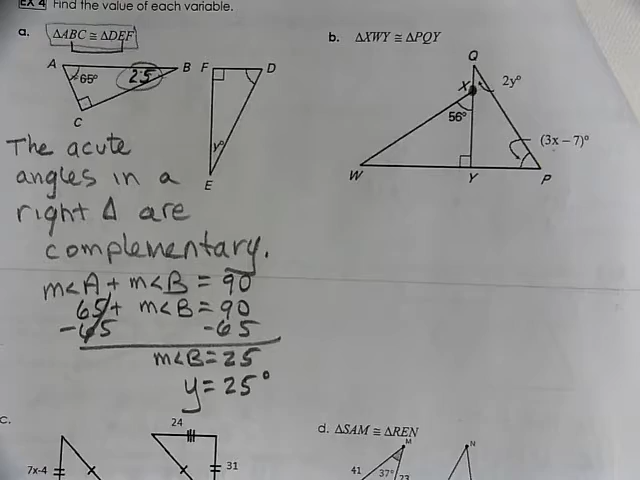 EX 4 Find the value of each variable.
a. △ABC ≅ △DEF
b. △XWY ≅ △PQY
A 65° 25 B F D
C
y°
E
Q
X 2y°
56°
(3x – 7)°
W Y P
The acute
angles in a
right △ are
complementary.
m<A + m<B = 90
65 + m<B = 90
-65 -65
m<B = 25
y = 25°
c.
24
7x-4 31
d. △SAM ≅ △REN
M N
41 37° 23